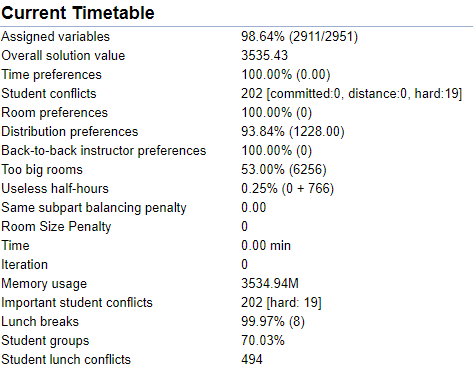 Current Timetable
Assigned variables 98.64% (2911/2951)
Overall solution value 3535.43
Time preferences 100.00% (0.00)
Student conflicts 202 [committed:0, distance:0, hard:19]
Room preferences 100.00% (0)
Distribution preferences 93.84% (1228.00)
Back-to-back instructor preferences 100.00% (0)
Too big rooms 53.00% (6256)
Useless half-hours 0.25% (0 + 766)
Same subpart balancing penalty 0.00
Room Size Penalty 0
Time 0.00 min
Iteration 0
Memory usage 3534.94M
Important student conflicts 202 [hard: 19]
Lunch breaks 99.97% (8)
Student groups 70.03%
Student lunch conflicts 494